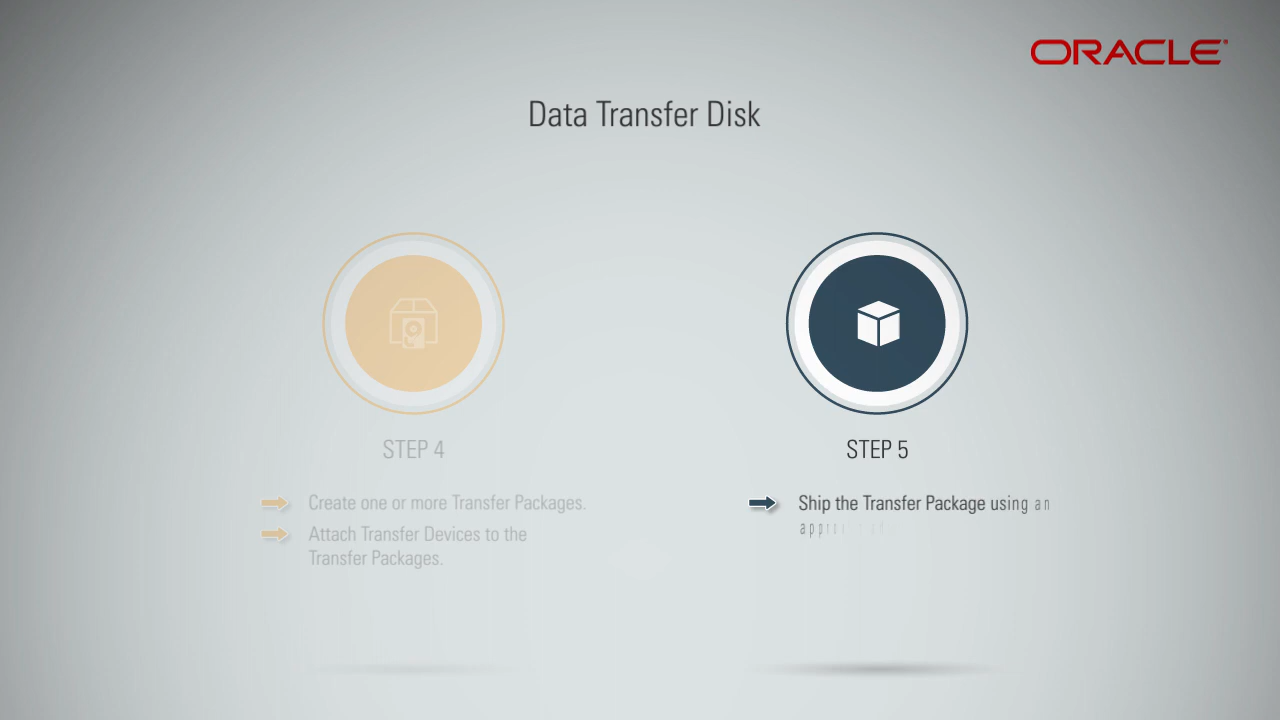 ORACLE
Data Transfer Disk
STEP 4
Create one or more Transfer Packages.
Attach Transfer Devices to the
Transfer Packages.
STEP 5
Ship the Transfer Package using an